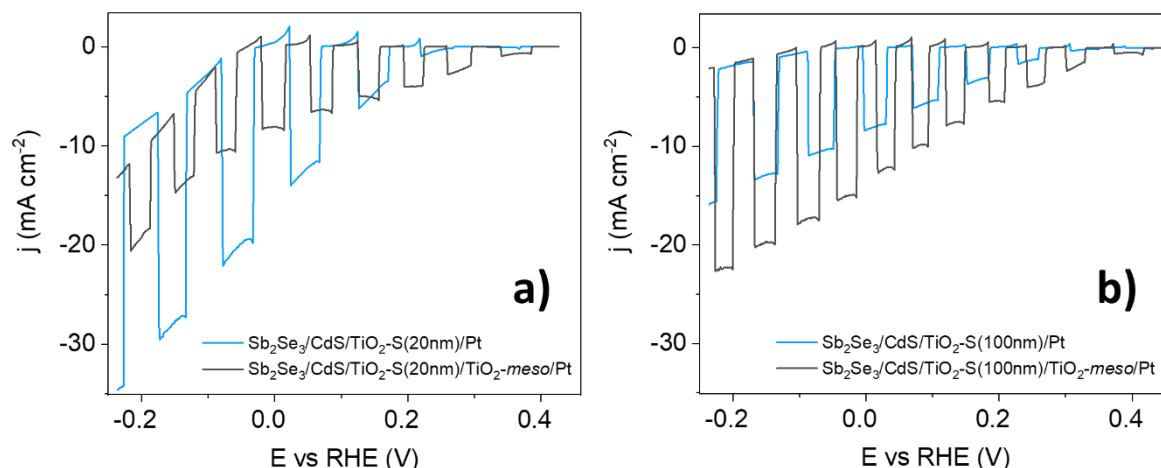 0
-10
-20
-30
j (mA cm⁻²)
a)
Sb₂Se₃/CdS/TiO₂-S(20nm)/Pt
Sb₂Se₃/CdS/TiO₂-S(20nm)/TiO₂-meso/Pt
-0.2 0.0 0.2 0.4
E vs RHE (V)
0
-10
-20
-30
j (mA cm⁻²)
b)
Sb₂Se₃/CdS/TiO₂-S(100nm)/Pt
Sb₂Se₃/CdS/TiO₂-S(100nm)/TiO₂-meso/Pt
-0.2 0.0 0.2 0.4
E vs RHE (V)